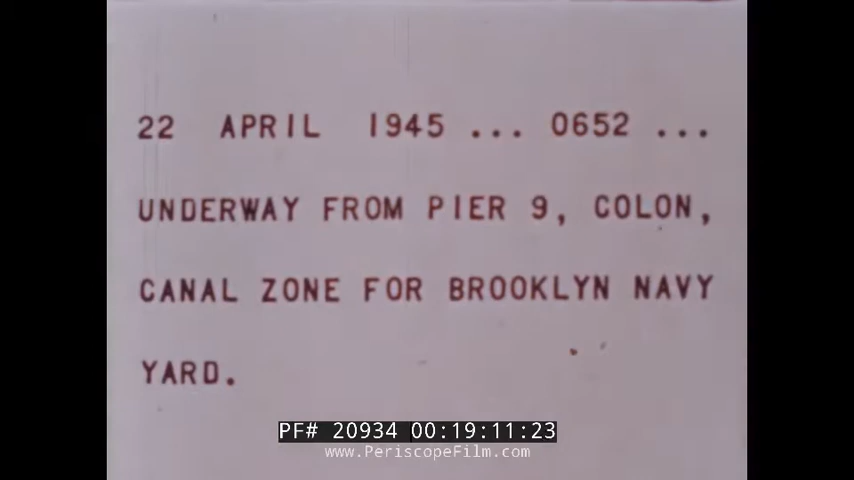 22 APRIL 1945 ... 0652 ...
UNDERWAY FROM PIER 9, COLON,
CANAL ZONE FOR BROOKLYN NAVY
YARD.
PF# 20934 00:19:11:23
www.PeriscopeFilm.com